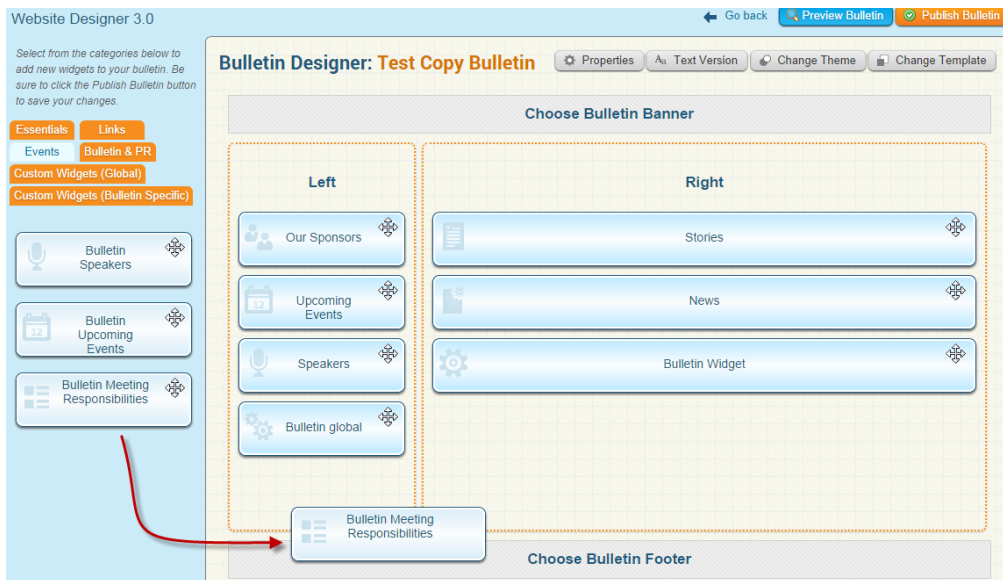 Website Designer 3.0
Go back
Preview Bulletin
Publish Bulletin
Select from the categories below to
add new widgets to your bulletin. Be
sure to click the Publish Bulletin button
to save your changes.
Essentials
Links
Events
Bulletin & PR
Custom Widgets (Global)
Custom Widgets (Bulletin Specific)
Bulletin
Speakers
12
Bulletin
Upcoming
Events
Bulletin Meeting
Responsibilities
Bulletin Designer: Test Copy Bulletin
Properties
Aa Text Version
Change Theme
Change Template
Choose Bulletin Banner
Left
Our Sponsors
12
Upcoming
Events
Speakers
Bulletin global
Right
Stories
News
Bulletin Widget
Bulletin Meeting
Responsibilities
Choose Bulletin Footer